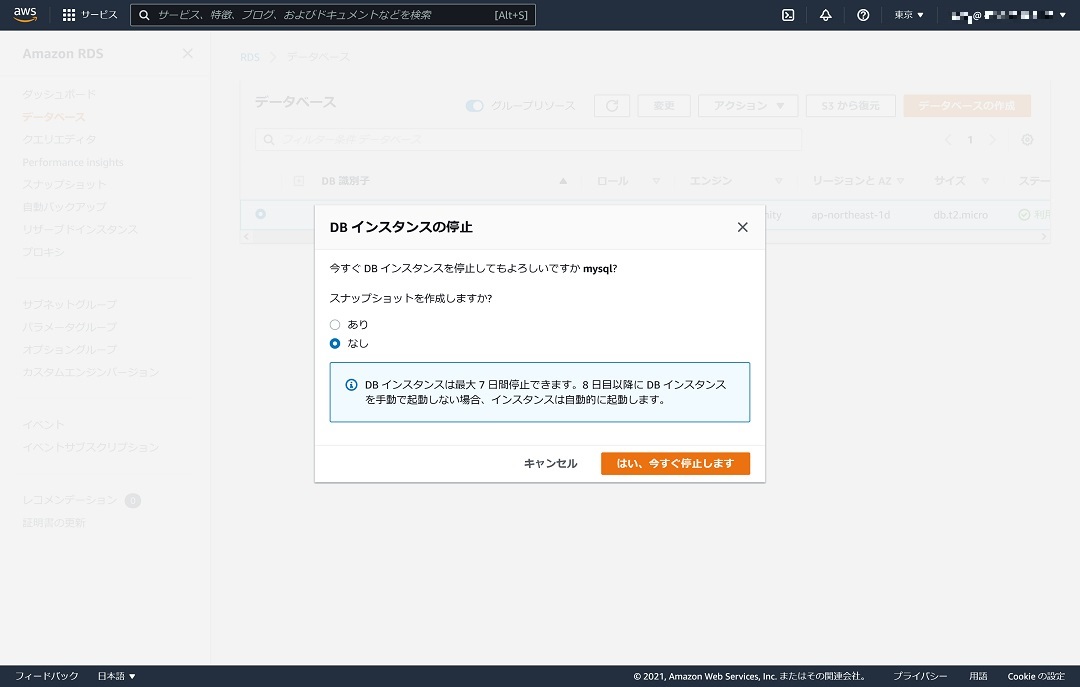 aws
サービス
サービス、特徴、ブログ、およびドキュメントなどを検索
[Alt+S]
東京 ▼
Amazon RDS
RDS > データベース
ダッシュボード
データベース
クエリエディタ
Performance insights
スナップショット
自動バックアップ
リザーブドインスタンス
プロキシ
サブネットグループ
パラメータグループ
オプショングループ
カスタムエンジンバージョン
イベント
イベントサブスクリプション
レコメンデーション 0
証明書の更新
データベース
グループリソース
変更
アクション ▼
S3 から復元
データベースの作成
フィルター条件 データベース
1
DB 識別子
ロール
エンジン
リージョンと AZ
サイズ
ステー
ap-northeast-1d
db.t2.micro
DB インスタンスの停止
今すぐ DB インスタンスを停止してもよろしいですか mysql?
スナップショットを作成しますか?
あり
なし
DB インスタンスは最大 7 日間停止できます。8 日目以降に DB インスタンス
を手動で起動しない場合、インスタンスは自動的に起動します。
キャンセル
はい、今すぐ停止します
フィードバック
日本語 ▼
© 2021, Amazon Web Services, Inc. またはその関連会社。
プライバシー
用語
Cookie の設定